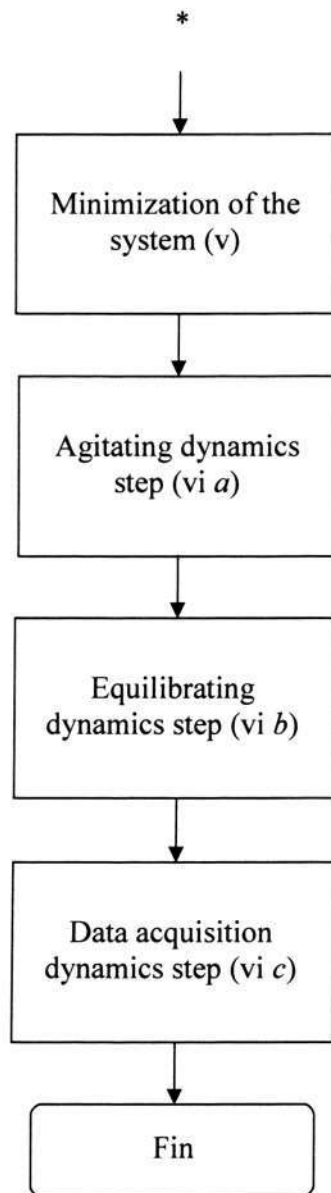 *
Minimization of the
system (v)
Agitating dynamics
step (vi a)
Equilibrating
dynamics step (vi b)
Data acquisition
dynamics step (vi c)
Fin